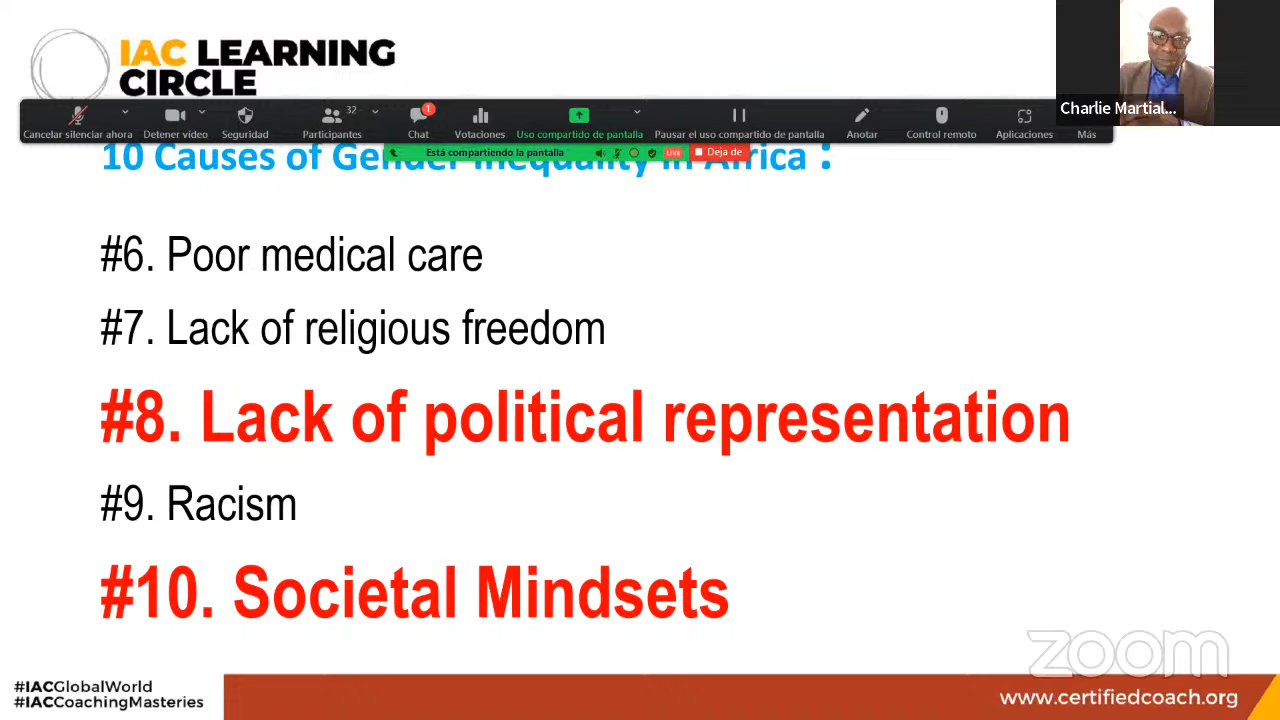 IAC LEARNING
CIRCLE
Charlie Martial...
32
1
Cancelar silenciar ahora
Detener vídeo
Seguridad
Participantes
Chat
Votaciones
Uso compartido de pantalla
Pausar el uso compartido de pantalla
Anotar
Control remoto
Aplicaciones
Más
Está compartiendo la pantalla
LIVE
Deja de
10 Causes of Gender Inequality in Africa :
#6. Poor medical care
#7. Lack of religious freedom
#8. Lack of political representation
#9. Racism
#10. Societal Mindsets
zoom
#IACGlobalWorld
#IACCoachingMasteries
www.certifiedcoach.org